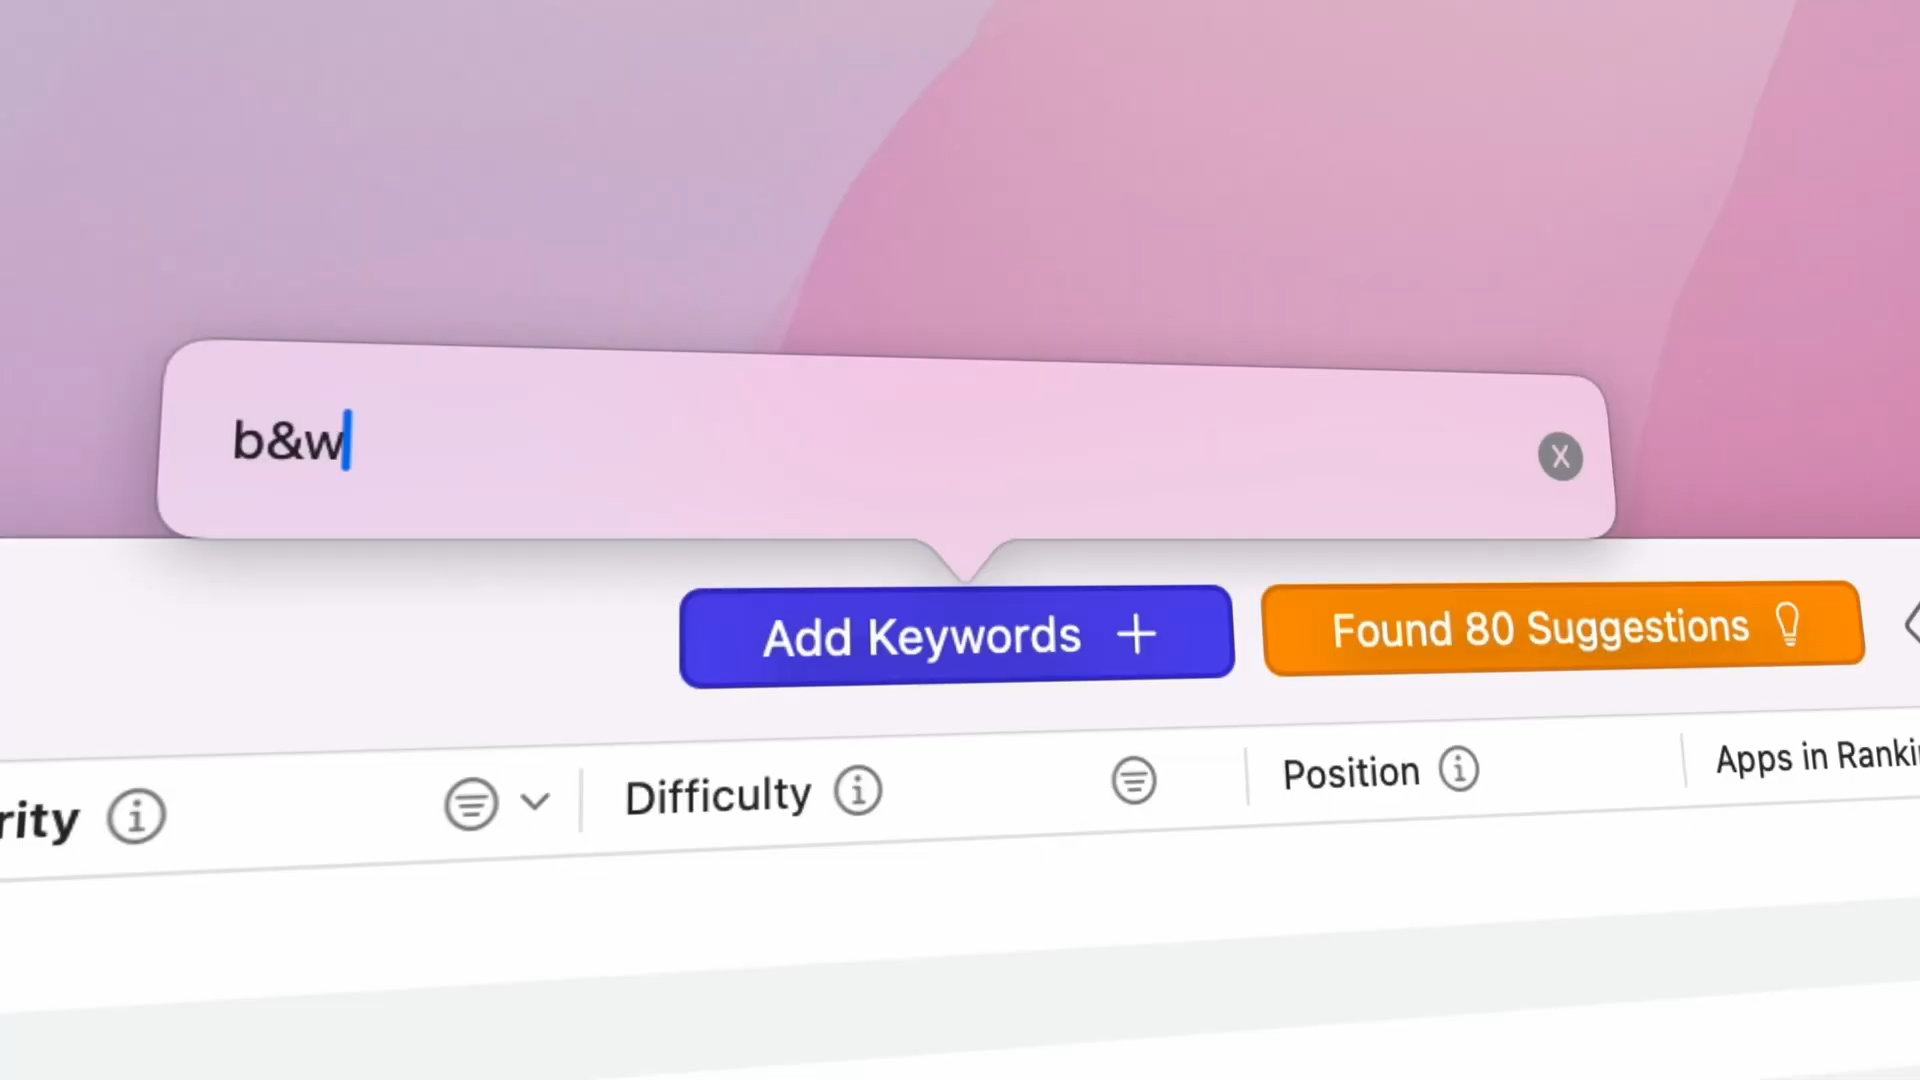 b&w
Add Keywords +
Found 80 Suggestions
rity
Difficulty
Position
Apps in Ranki